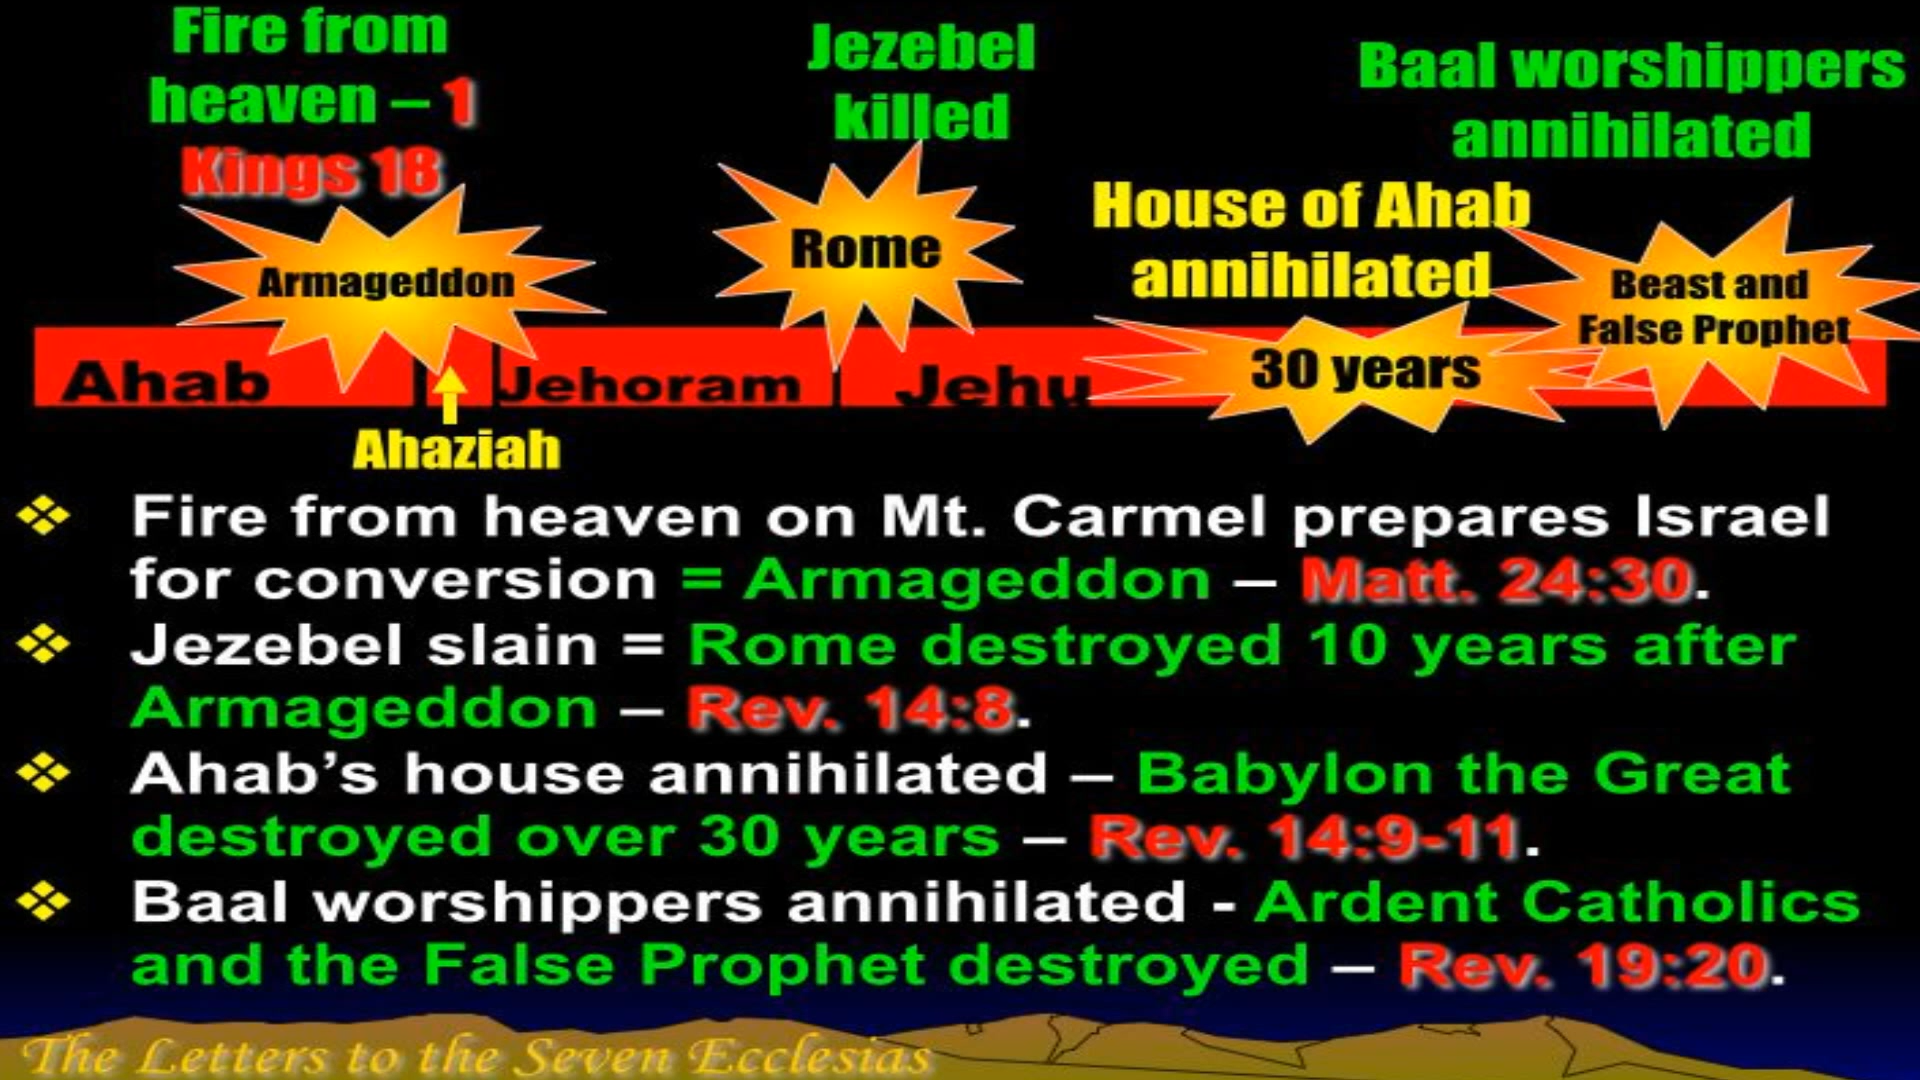 Fire from
heaven – 1
Kings 18
Jezebel
killed
Baal worshippers
annihilated
House of Ahab
annihilated
Armageddon
Rome
30 years
Beast and
False Prophet
Ahab
Jehoram
Jehu
Ahaziah
Fire from heaven on Mt. Carmel prepares Israel
for conversion = Armageddon – Matt. 24:30.
Jezebel slain = Rome destroyed 10 years after
Armageddon – Rev. 14:8.
Ahab’s house annihilated – Babylon the Great
destroyed over 30 years – Rev. 14:9-11.
Baal worshippers annihilated - Ardent Catholics
and the False Prophet destroyed – Rev. 19:20.
The Letters to the Seven Ecclesias